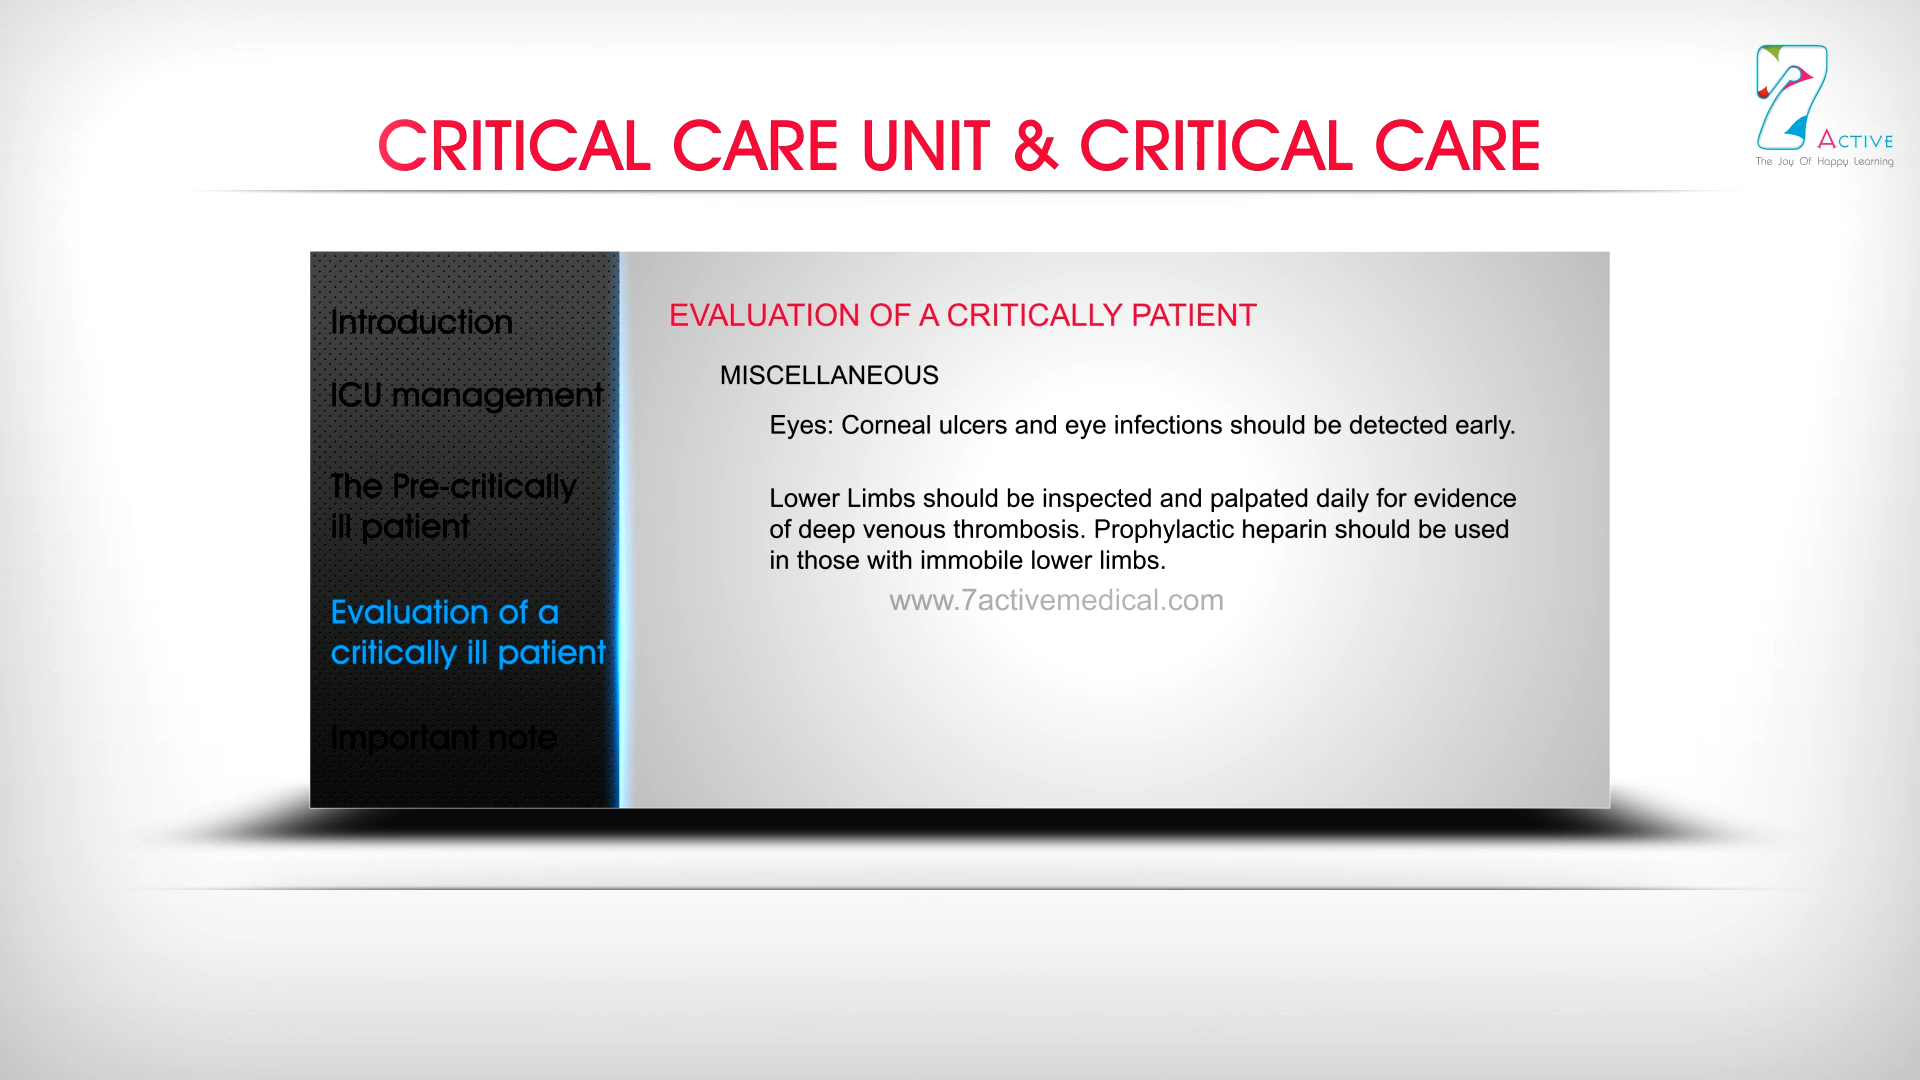 CRITICAL CARE UNIT & CRITICAL CARE
7 ACTIVE
The Joy Of Happy Learning
Introduction
ICU management
The Pre-critically
ill patient
Evaluation of a
critically ill patient
Important note
EVALUATION OF A CRITICALLY PATIENT
MISCELLANEOUS
Eyes: Corneal ulcers and eye infections should be detected early.
Lower Limbs should be inspected and palpated daily for evidence
of deep venous thrombosis. Prophylactic heparin should be used
in those with immobile lower limbs.
www.7activemedical.com